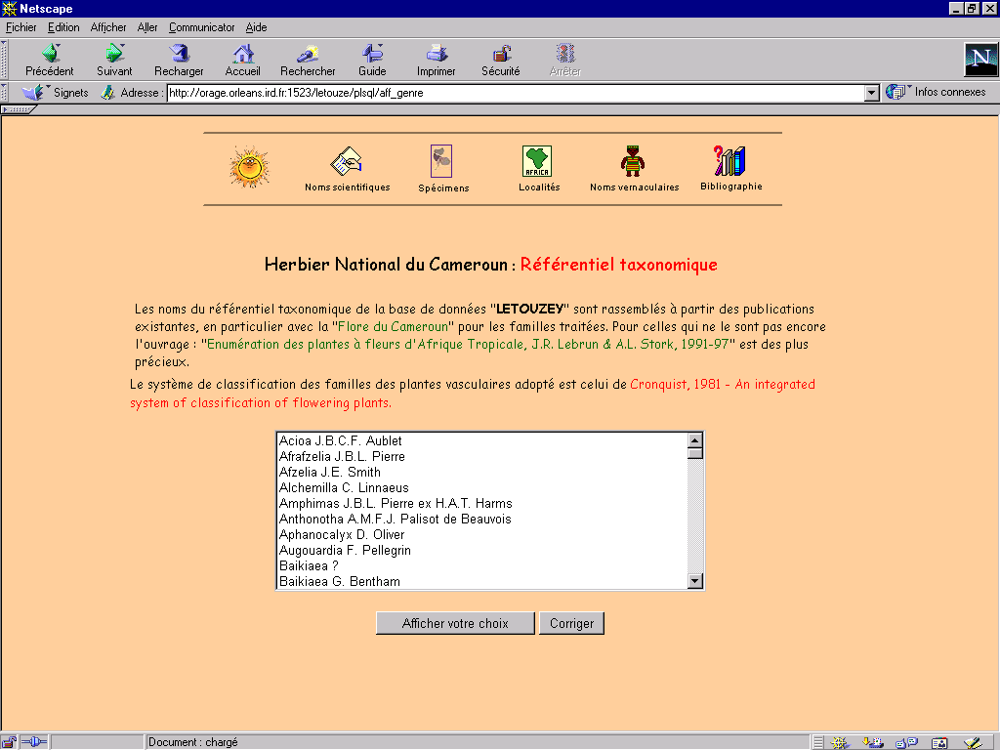 Netscape
Fichier Edition Afficher Aller Communicator Aide
Précédent Suivant Recharger Accueil Rechercher Guide Imprimer Sécurité Arrêter
N
Signets Adresse : http://orage.orleans.ird.fr:1523/letouze/plsql/aff_genre Infos connexes
AFRICA
Noms scientifiques Spécimens Localités Noms vernaculaires Bibliographie
Herbier National du Cameroun : Référentiel taxonomique
Les noms du référentiel taxonomique de la base de données "LETOUZEY" sont rassemblés à partir des publications
existantes, en particulier avec la "Flore du Cameroun" pour les familles traitées. Pour celles qui ne le sont pas encore
l'ouvrage : "Enumération des plantes à fleurs d'Afrique Tropicale, J.R. Lebrun & A.L. Stork, 1991-97" est des plus
précieux.
Le système de classification des familles des plantes vasculaires adopté est celui de Cronquist, 1981 - An integrated
system of classification of flowering plants.
Acioa J.B.C.F. Aublet
Afrafzelia J.B.L. Pierre
Afzelia J.E. Smith
Alchemilla C. Linnaeus
Amphimas J.B.L. Pierre ex H.A.T. Harms
Anthonotha A.M.F.J. Palisot de Beauvois
Aphanocalyx D. Oliver
Augouardia F. Pellegrin
Baikiaea ?
Baikiaea G. Bentham
Afficher votre choix Corriger
Document : chargé